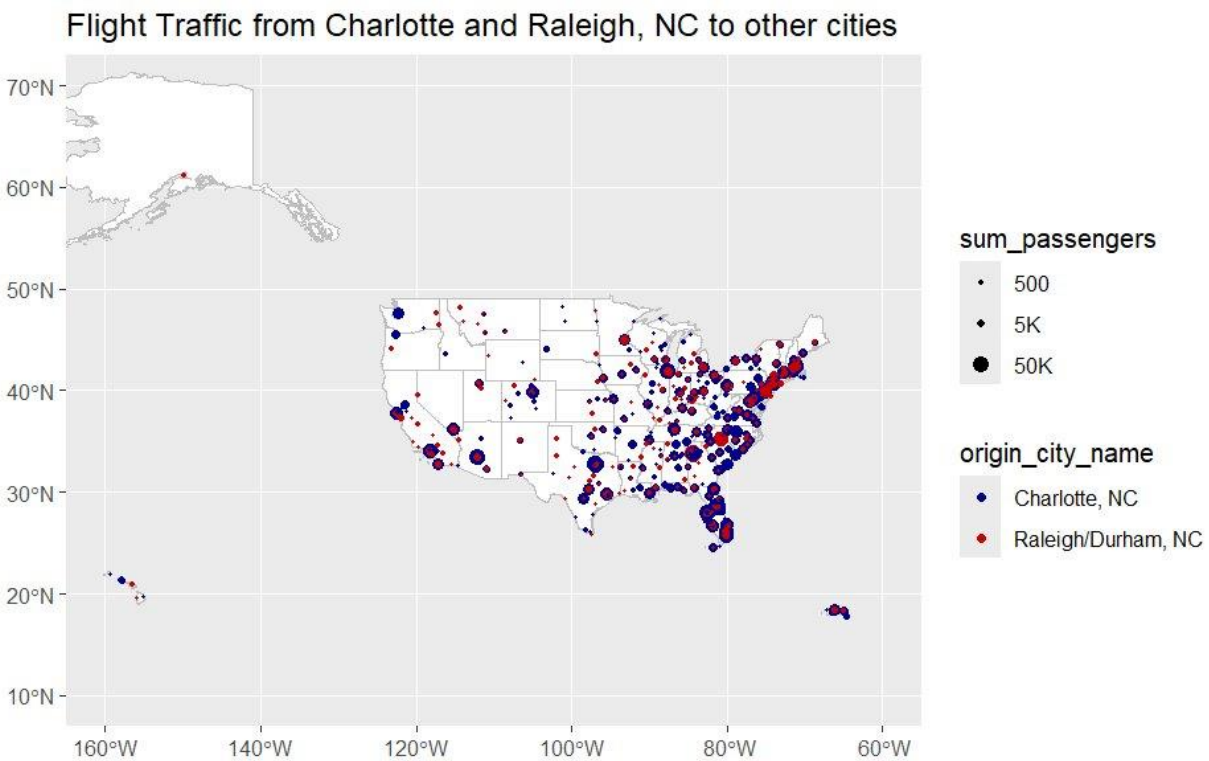 Flight Traffic from Charlotte and Raleigh, NC to other cities
70°N
60°N
50°N
40°N
30°N
20°N
10°N
160°W
140°W
120°W
100°W
80°W
60°W
sum_passengers
500
5K
50K
origin_city_name
Charlotte, NC
Raleigh/Durham, NC